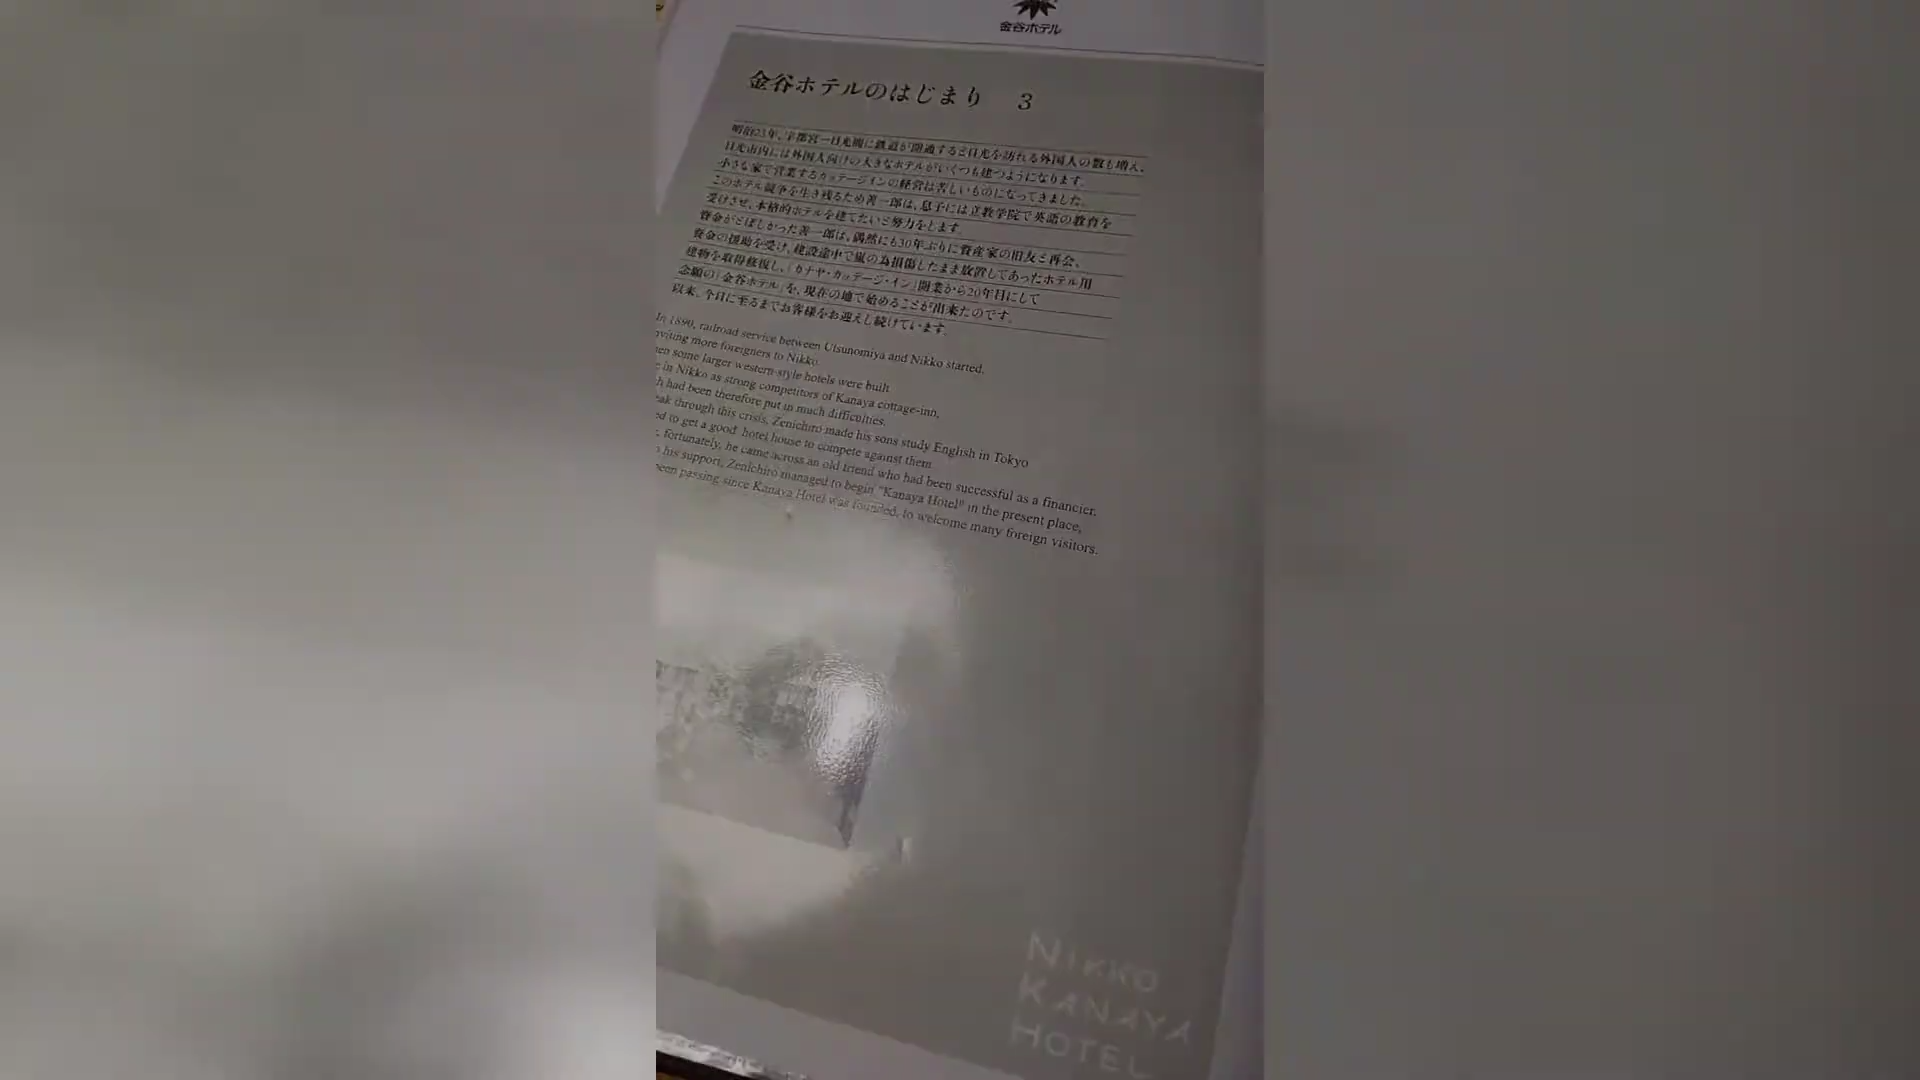 金谷ホテル
金谷ホテルのはじまり 3
明治23年、宇都宮―日光間に鉄道が開通すると日光を訪れる外国人の数も増え、
日光市内には外国人向けの大きなホテルがいくつも建つようになります。
小さな家で営業するカッテージインの経営は苦しいものになってきました。
このホテル競争を生き残るため善一郎は、息子には立教学院で英語の教育を
受けさせ、本格的ホテルを建てたいと努力をします。
資金がとぼしかった善一郎は、偶然にも30年ぶりに資産家の旧友と再会、
資金の援助を受け、建設途中で嵐の為損傷したまま放置してあったホテル用
建物を取得修復し、「カナヤ・カッテージ・イン」開業から20年目にして
念願の「金谷ホテル」を、現在の地で始めることが出来たのです。
以来、今日に至るまでお客様をお迎えし続けています。
In 1890, railroad service between Utsunomiya and Nikko started,
nviting more foreigners to Nikko.
en some larger western-style hotels were built
e in Nikko as strong competitors of Kanaya cottage-inn,
h had been therefore put in much difficulties.
eak through this crisis, Zenichiro made his sons study English in Tokyo
ed to get a good hotel house to compete against them.
, fortunately, he came across an old friend who had been successful as a financier.
o his support, Zenichiro managed to begin "Kanaya Hotel" in the present place,
been passing since Kanaya Hotel was founded, to welcome many foreign visitors.
NIKKO
KANAYA
HOTEL